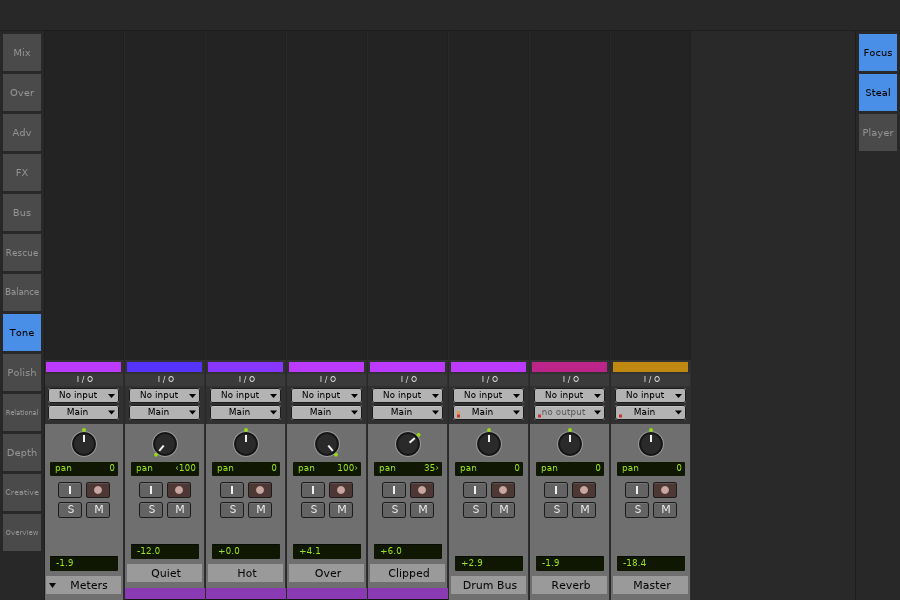 Mix
Over
Adv
FX
Bus
Rescue
Balance
Tone
Polish
Relational
Depth
Creative
Overview
Focus
Steal
Player
I / O I / O I / O I / O I / O I / O I / O I / O
No input No input No input No input No input No input No input No input
Main Main Main Main Main Main no output Main
pan 0 pan ‹100 pan 0 pan 100› pan 35› pan 0 pan 0 pan 0
I I I I I I I I
S M S M S M S M S M S M S M S M
-1.9 -12.0 +0.0 +4.1 +6.0 +2.9 -1.9 -18.4
Meters Quiet Hot Over Clipped Drum Bus Reverb Master